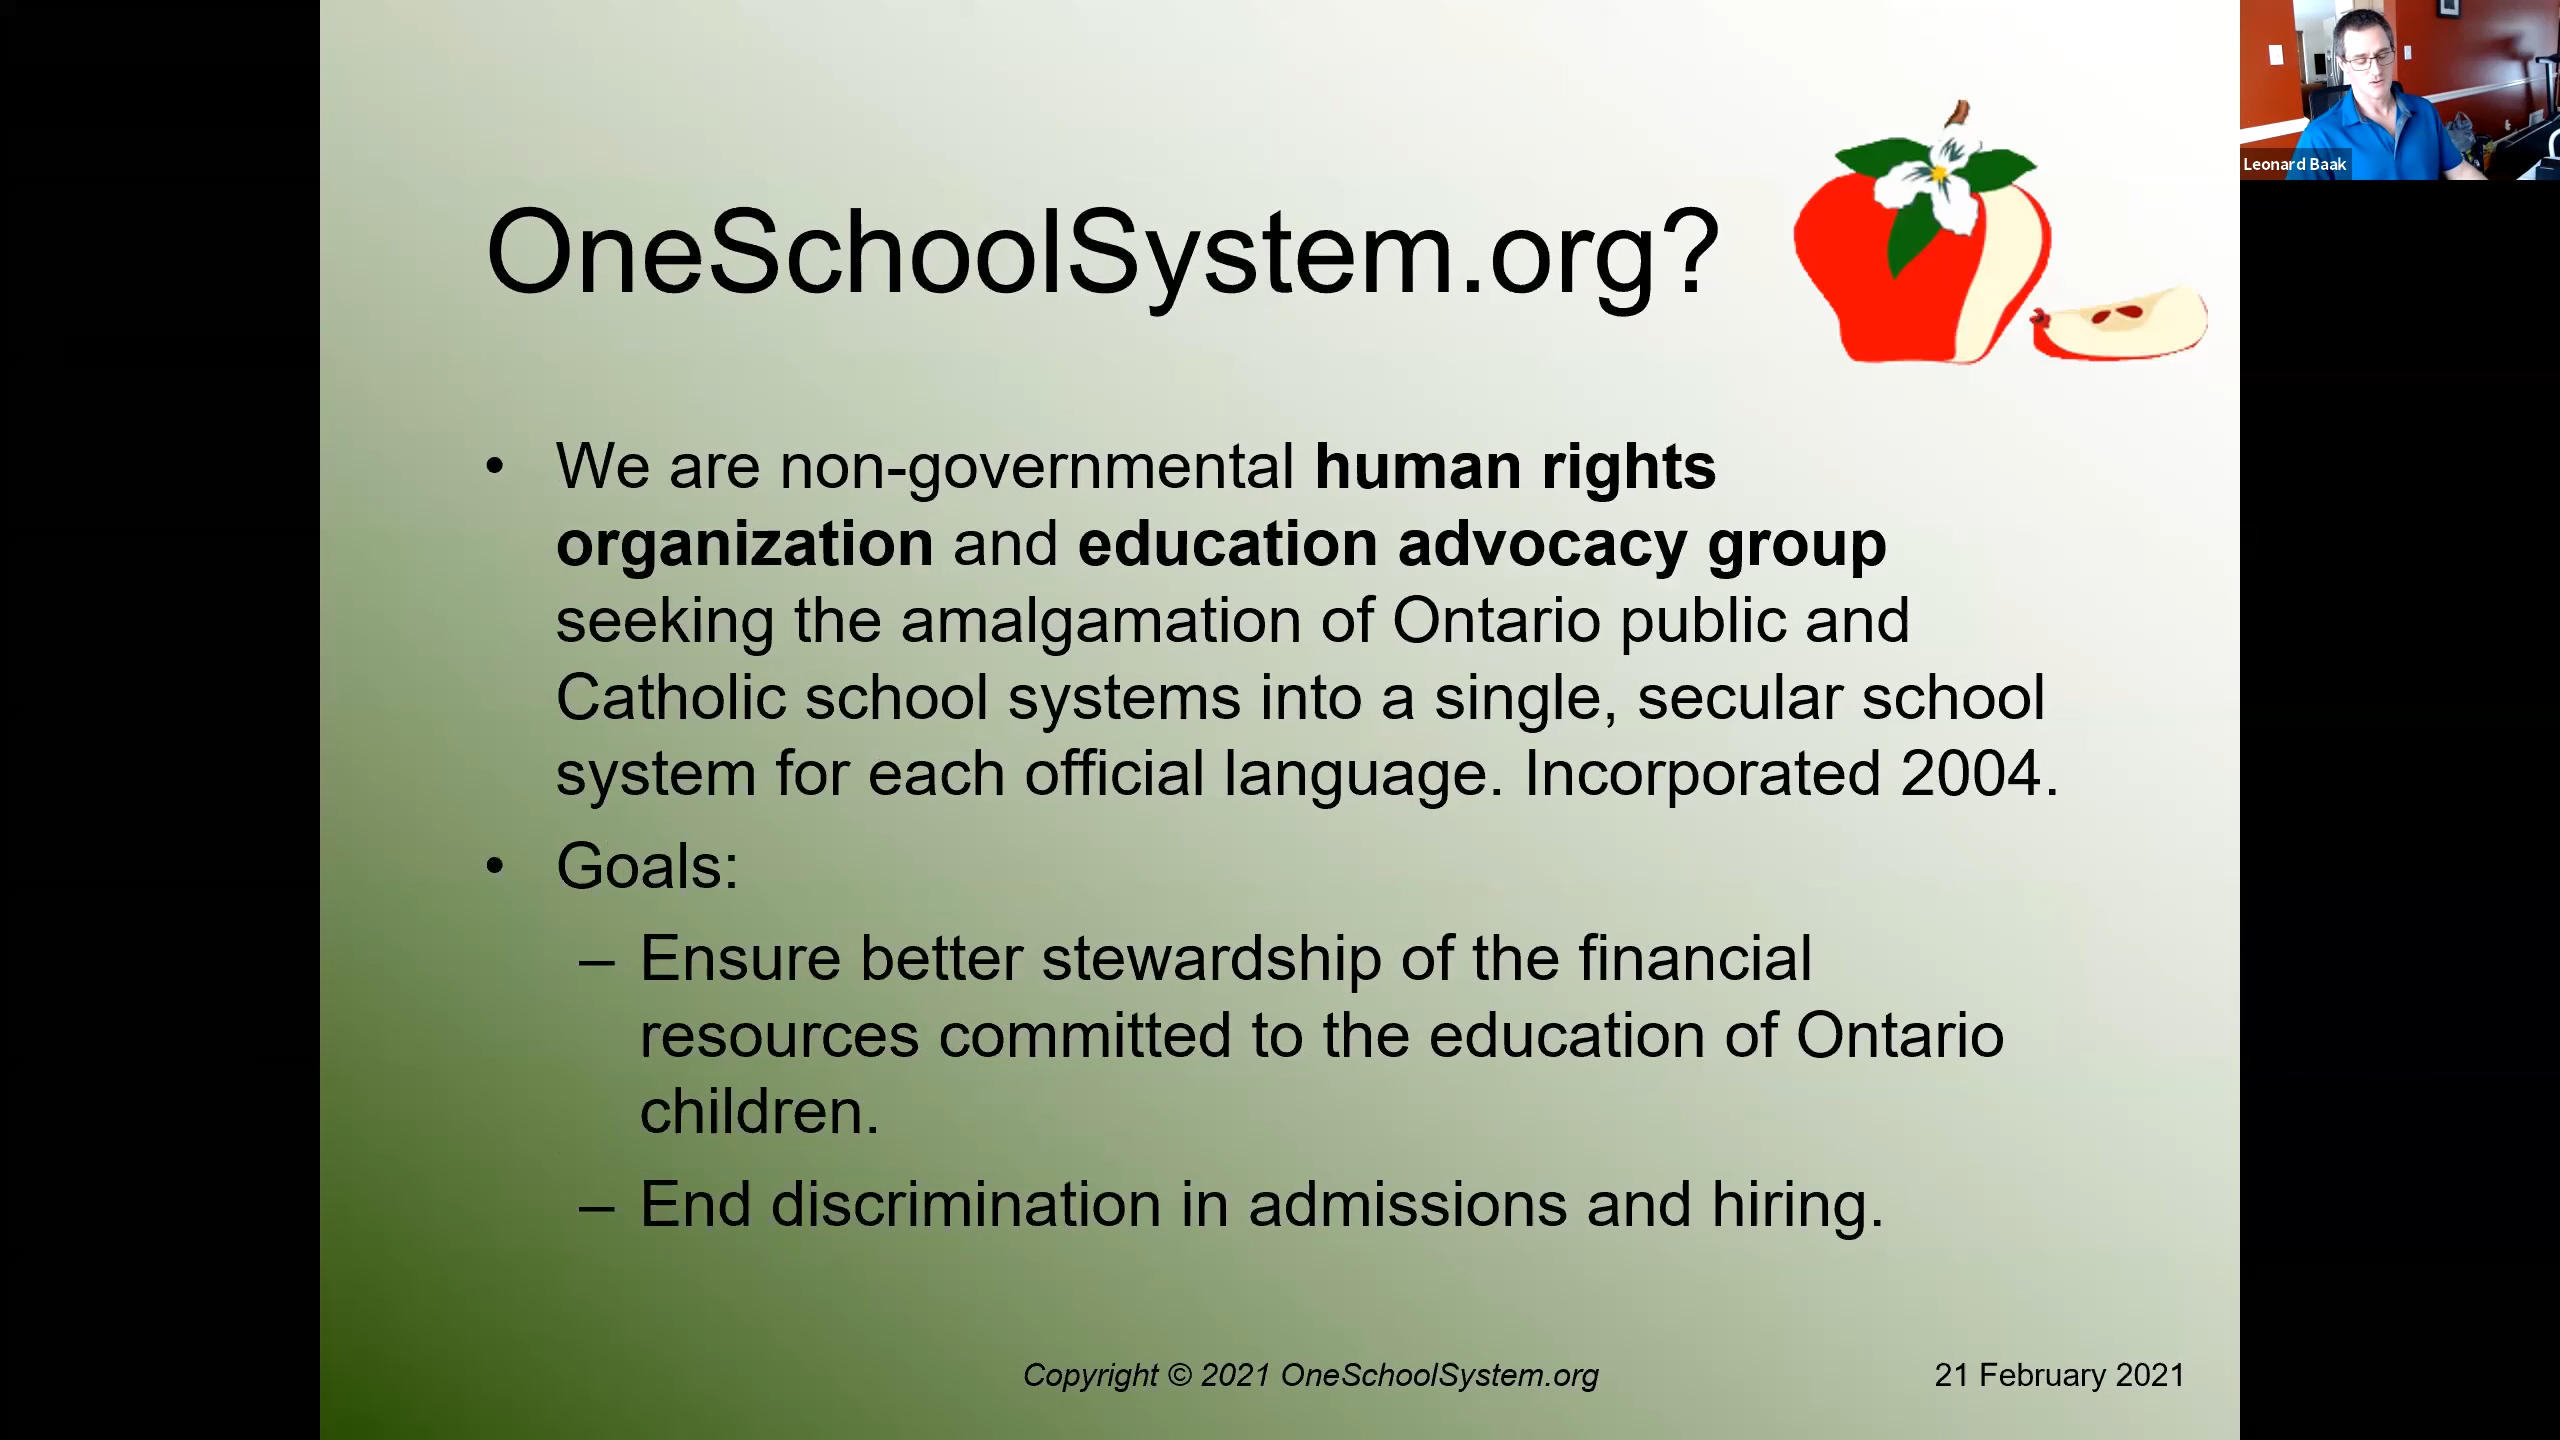 OneSchoolSystem.org?
Leonard Baak
• We are non-governmental human rights
organization and education advocacy group
seeking the amalgamation of Ontario public and
Catholic school systems into a single, secular school
system for each official language. Incorporated 2004.
• Goals:
– Ensure better stewardship of the financial
resources committed to the education of Ontario
children.
– End discrimination in admissions and hiring.
Copyright © 2021 OneSchoolSystem.org
21 February 2021